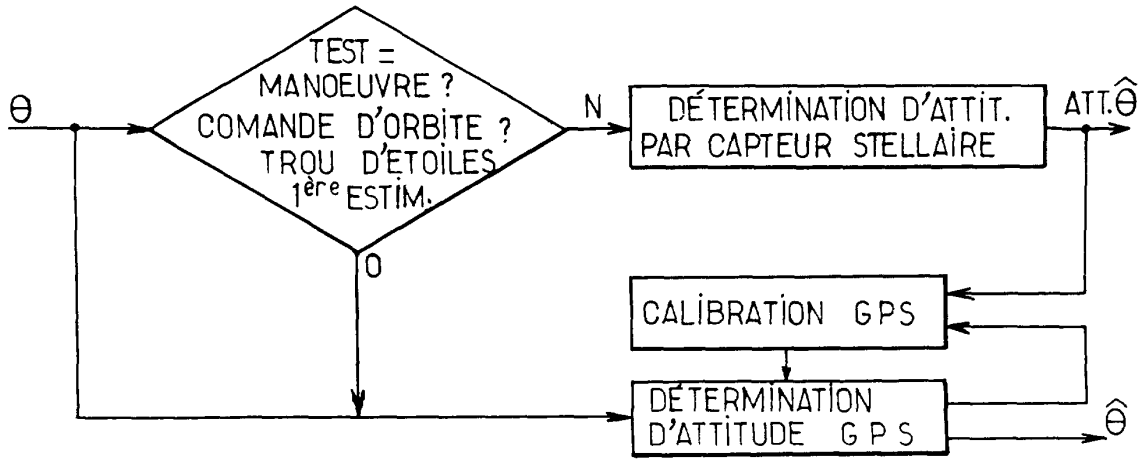 TEST =
MANOEUVRE ?
COMANDE D'ORBITE ?
TROU D'ETOILES
1ère ESTIM.
θ
N
O
DÉTERMINATION D'ATTIT.
PAR CAPTEUR STELLAIRE
ATT. θ̂
CALIBRATION GPS
DÉTERMINATION
D'ATTITUDE GPS
θ̂